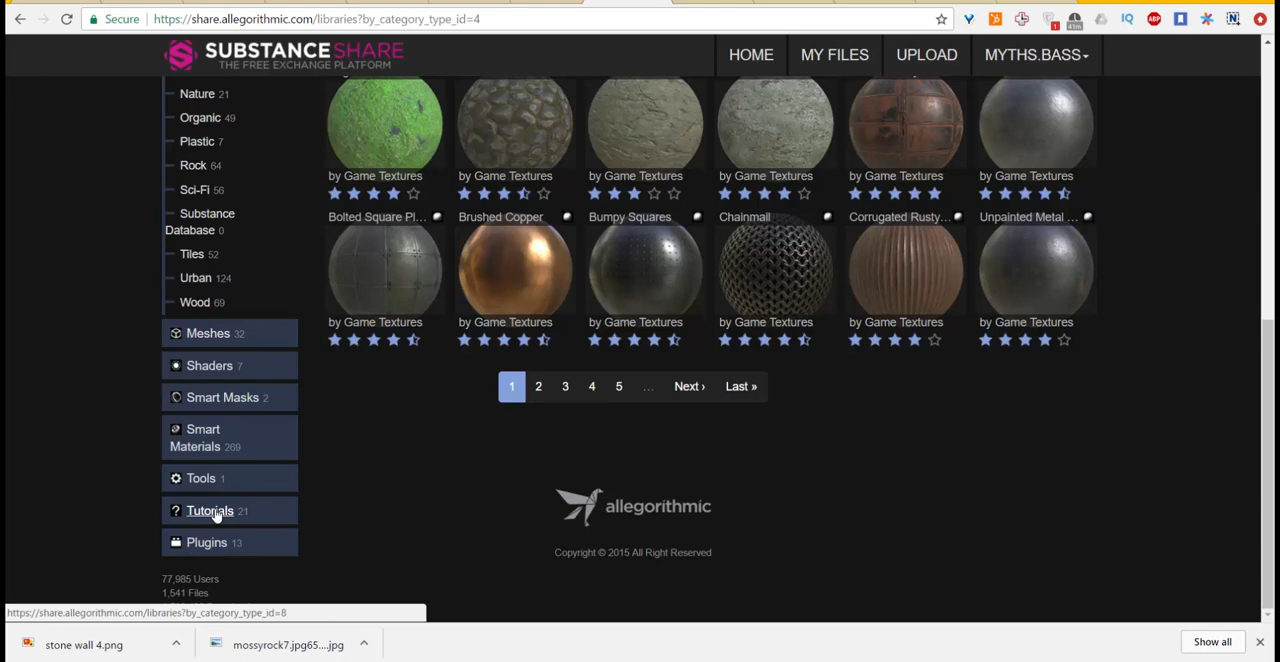 Secure
https://share.allegorithmic.com/libraries?by_category_type_id=4
1
41m
IQ
ABP
N
SUBSTANCESHARE
THE FREE EXCHANGE PLATFORM
HOME
MY FILES
UPLOAD
MYTHS.BASS
Nature 21
Organic 49
Plastic 7
Rock 64
Sci-Fi 56
Substance
Database 0
Tiles 52
Urban 124
Wood 69
Meshes 32
Shaders 7
Smart Masks 2
Smart
Materials 269
Tools 1
Tutorials 21
Plugins 13
77,985 Users
1,541 Files
by Game Textures
by Game Textures
by Game Textures
by Game Textures
by Game Textures
by Game Textures
Bolted Square Pl...
Brushed Copper
Bumpy Squares
Chainmail
Corrugated Rusty...
Unpainted Metal ...
by Game Textures
by Game Textures
by Game Textures
by Game Textures
by Game Textures
by Game Textures
1 2 3 4 5 ... Next › Last »
allegorithmic
Copyright © 2015 All Right Reserved
https://share.allegorithmic.com/libraries?by_category_type_id=8
stone wall 4.png
mossyrock7.jpg65....jpg
Show all